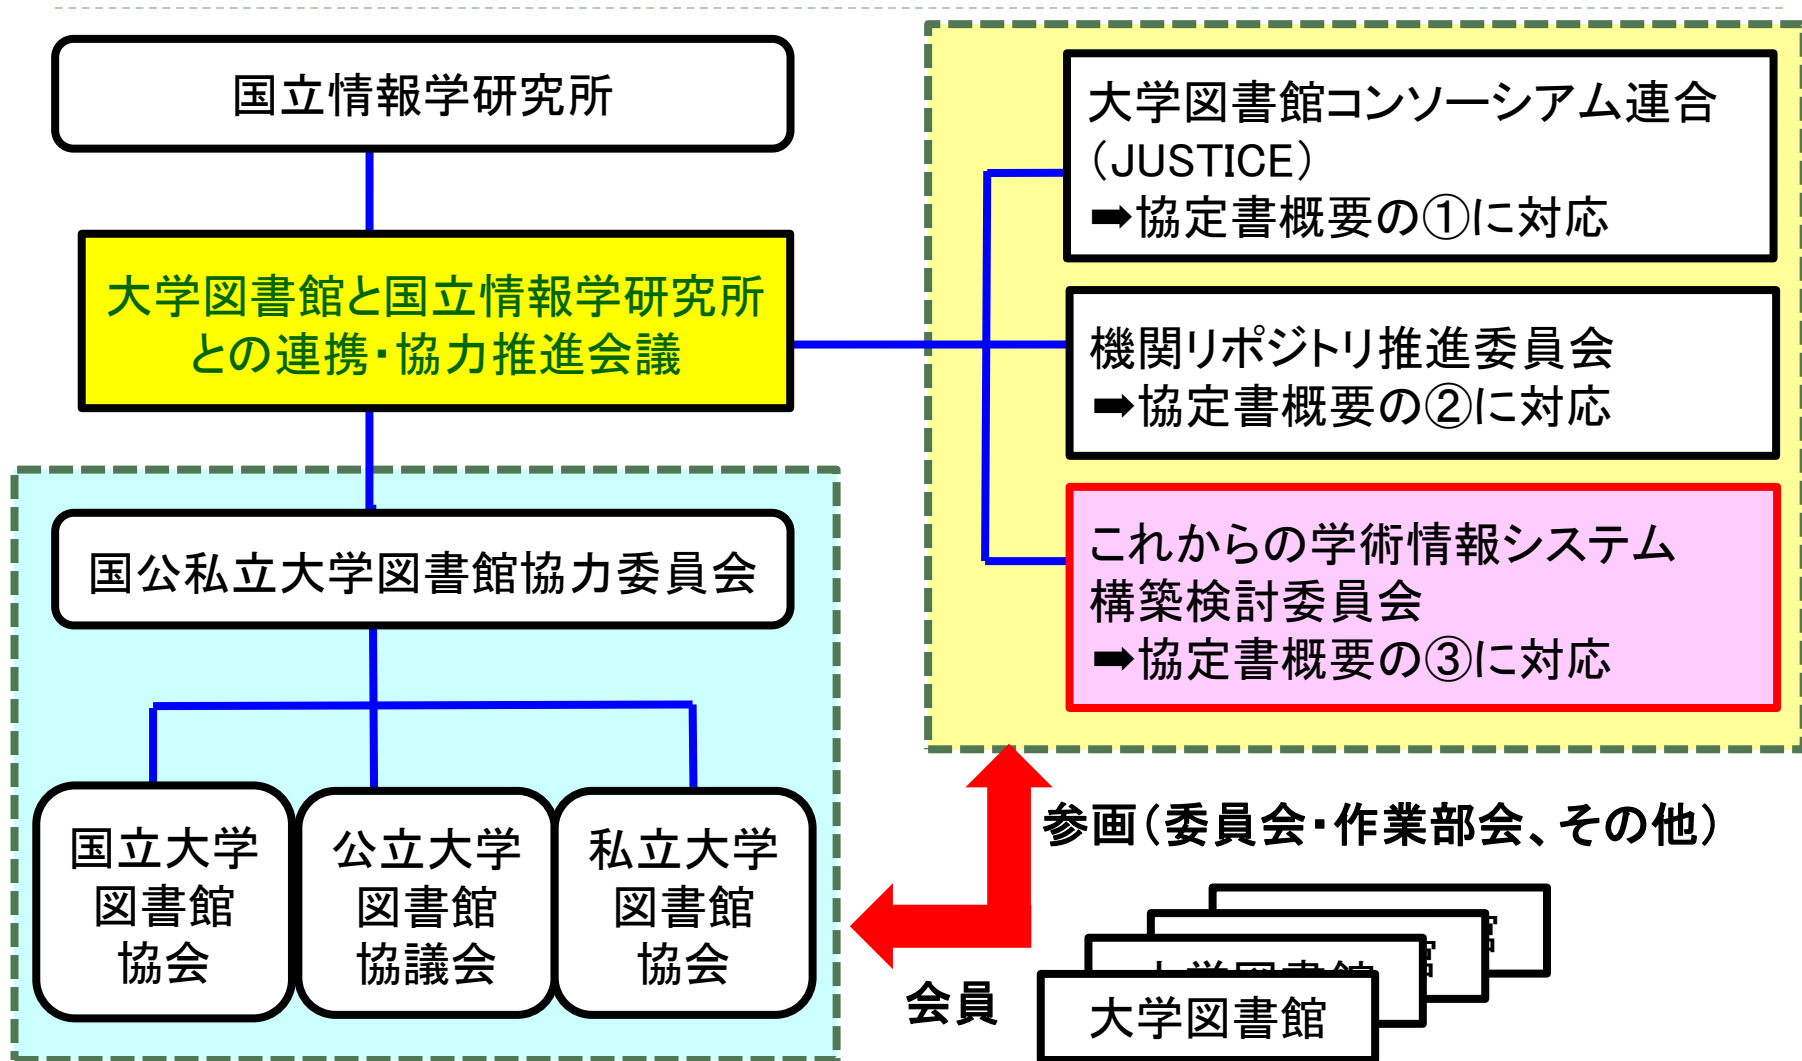 国立情報学研究所
大学図書館と国立情報学研究所
との連携・協力推進会議
国公私立大学図書館協力委員会
国立大学
図書館
協会
公立大学
図書館
協議会
私立大学
図書館
協会
大学図書館コンソーシアム連合
（JUSTICE）
➡協定書概要の①に対応
機関リポジトリ推進委員会
➡協定書概要の②に対応
これからの学術情報システム
構築検討委員会
➡協定書概要の③に対応
参画（委員会・作業部会、その他）
会員
大学図書館
大学図書館